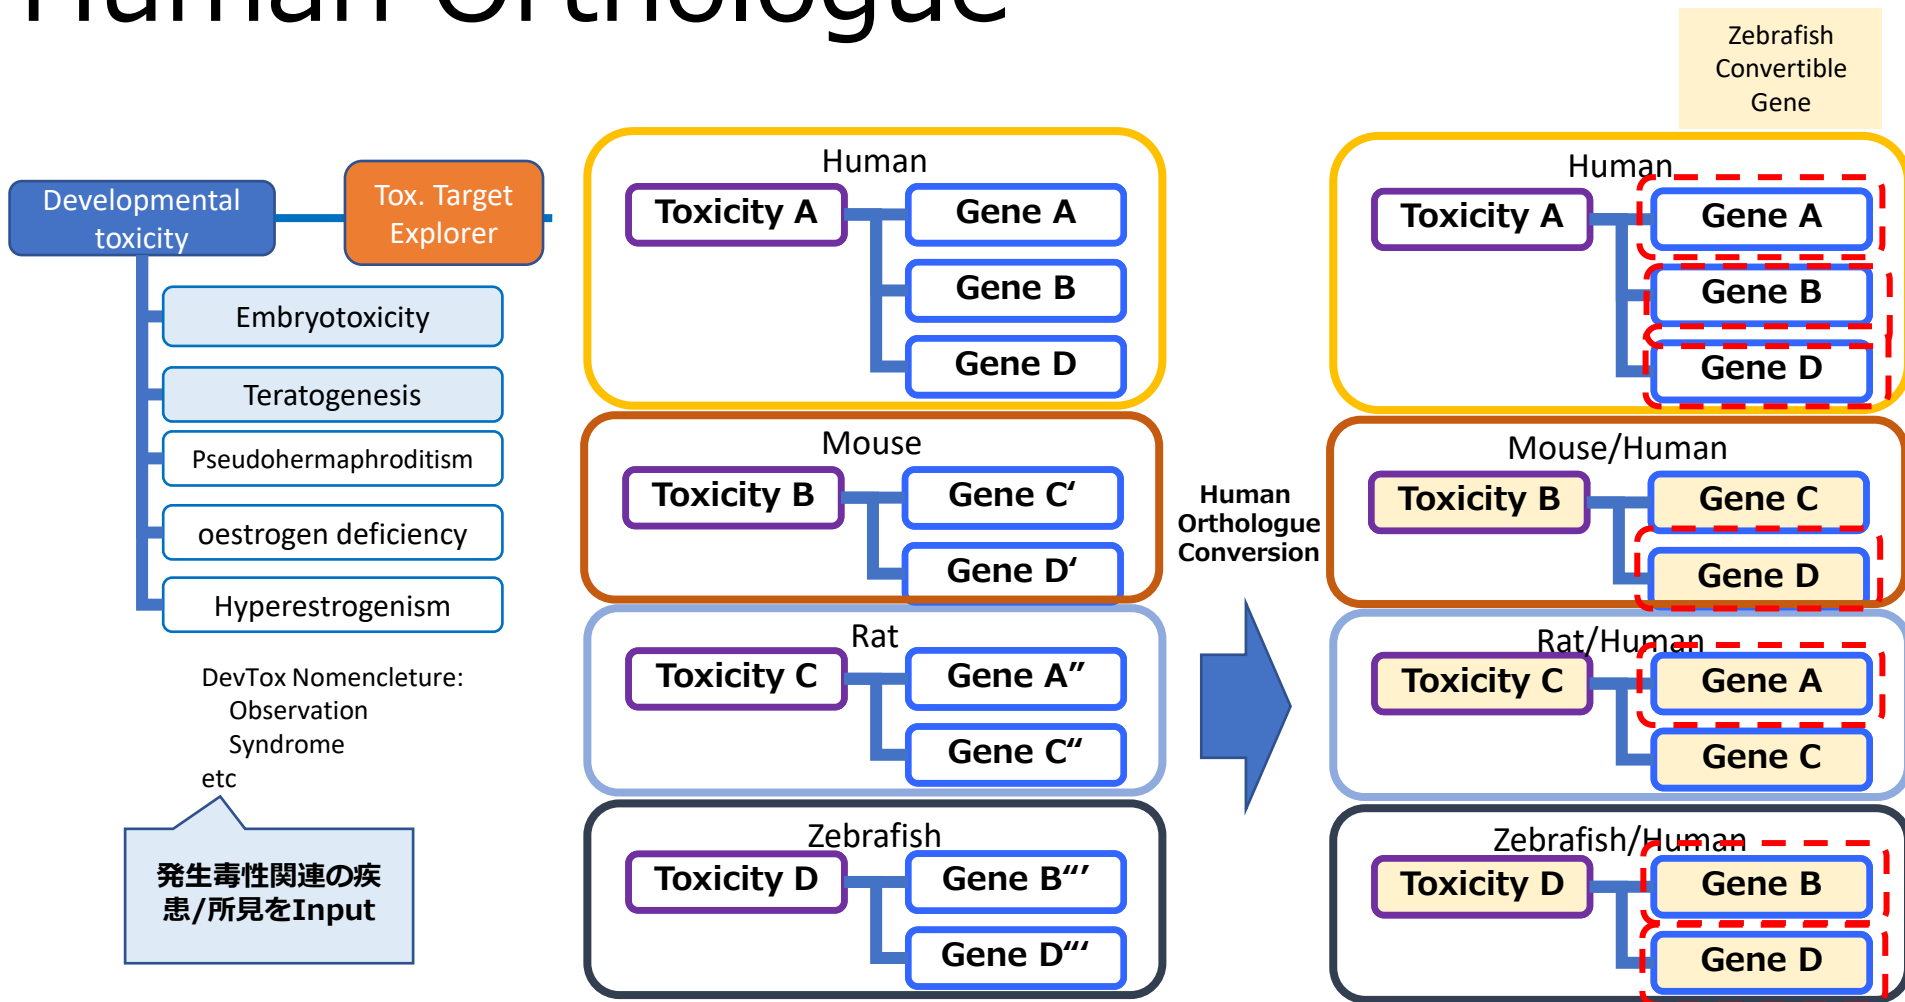 Human Orthologue
Zebrafish
Convertible
Gene
Developmental
toxicity
Tox. Target
Explorer
Embryotoxicity
Teratogenesis
Pseudohermaphroditism
oestrogen deficiency
Hyperestrogenism
DevTox Nomencleture:
Observation
Syndrome
etc
発生毒性関連の疾
患/所見をInput
Human
Toxicity A
Gene A
Gene B
Gene D
Mouse
Toxicity B
Gene C‘
Gene D‘
Rat
Toxicity C
Gene A”
Gene C“
Zebrafish
Toxicity D
Gene B“’
Gene D“‘
Human
Orthologue
Conversion
Human
Toxicity A
Gene A
Gene B
Gene D
Mouse/Human
Toxicity B
Gene C
Gene D
Rat/Human
Toxicity C
Gene A
Gene C
Zebrafish/Human
Toxicity D
Gene B
Gene D